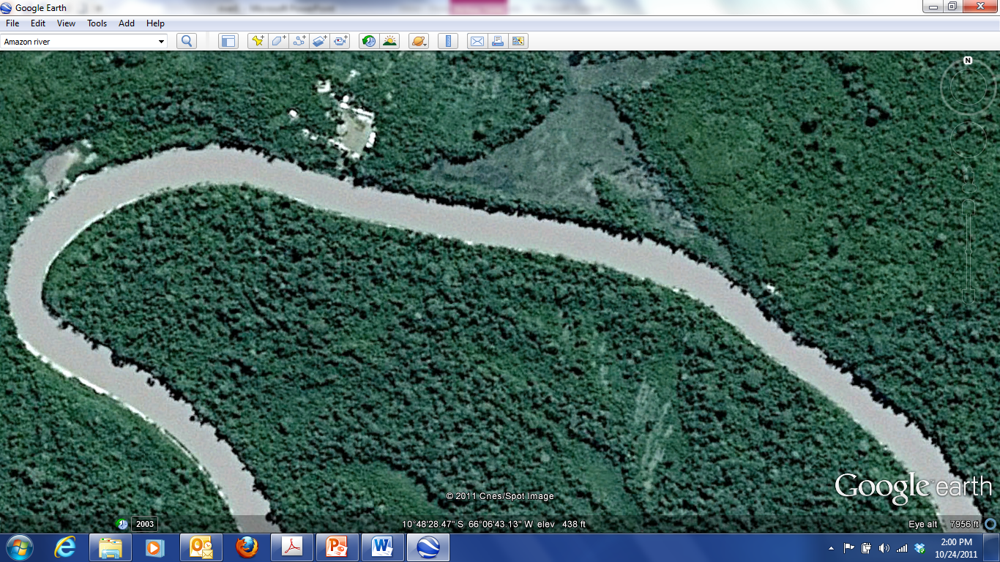 Google Earth
File Edit View Tools Add Help
Amazon river
N
Google earth
© 2011 Cnes/Spot Image
2003
10°48'28.47" S 66°06'43.13" W elev 438 ft
Eye alt 7956 ft
2:00 PM
10/24/2011